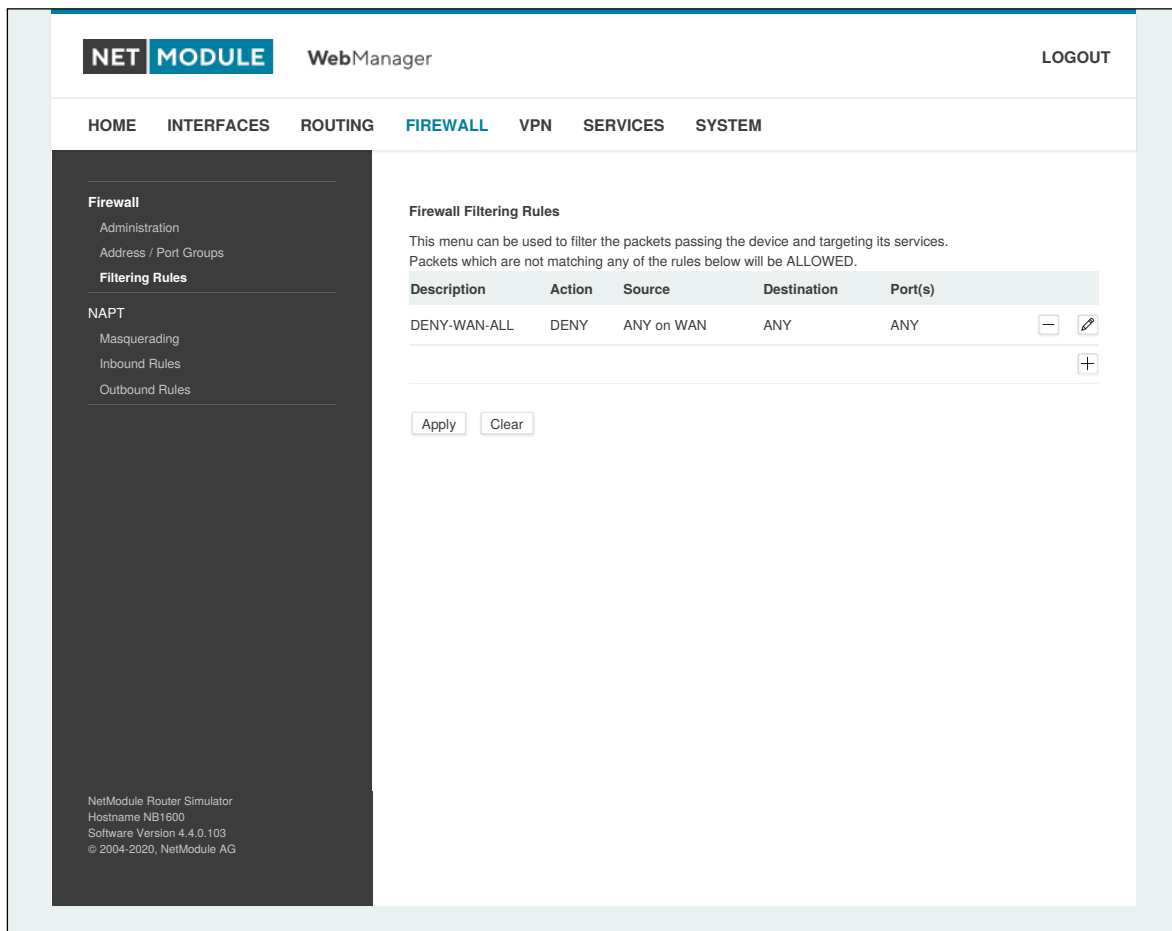 NET MODULE WebManager LOGOUT
HOME INTERFACES ROUTING FIREWALL VPN SERVICES SYSTEM
Firewall
Administration
Address / Port Groups
Filtering Rules
NAPT
Masquerading
Inbound Rules
Outbound Rules
Firewall Filtering Rules
This menu can be used to filter the packets passing the device and targeting its services.
Packets which are not matching any of the rules below will be ALLOWED.
Description Action Source Destination Port(s)
DENY-WAN-ALL DENY ANY on WAN ANY ANY
Apply Clear
NetModule Router Simulator
Hostname NB1600
Software Version 4.4.0.103
© 2004-2020, NetModule AG